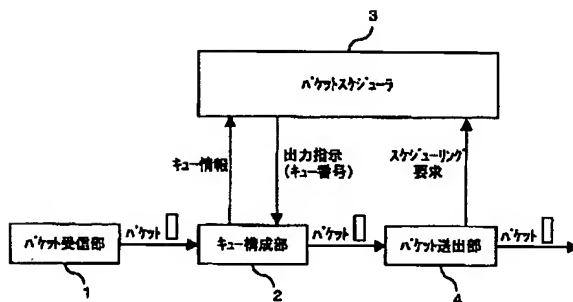 3
パケットスケジューラ
キュー情報
出力指示
(キュー番号)
スケジューリング
要求
パケット受信部
パケット
キュー構成部
パケット
パケット送出部
パケット
1
2
4